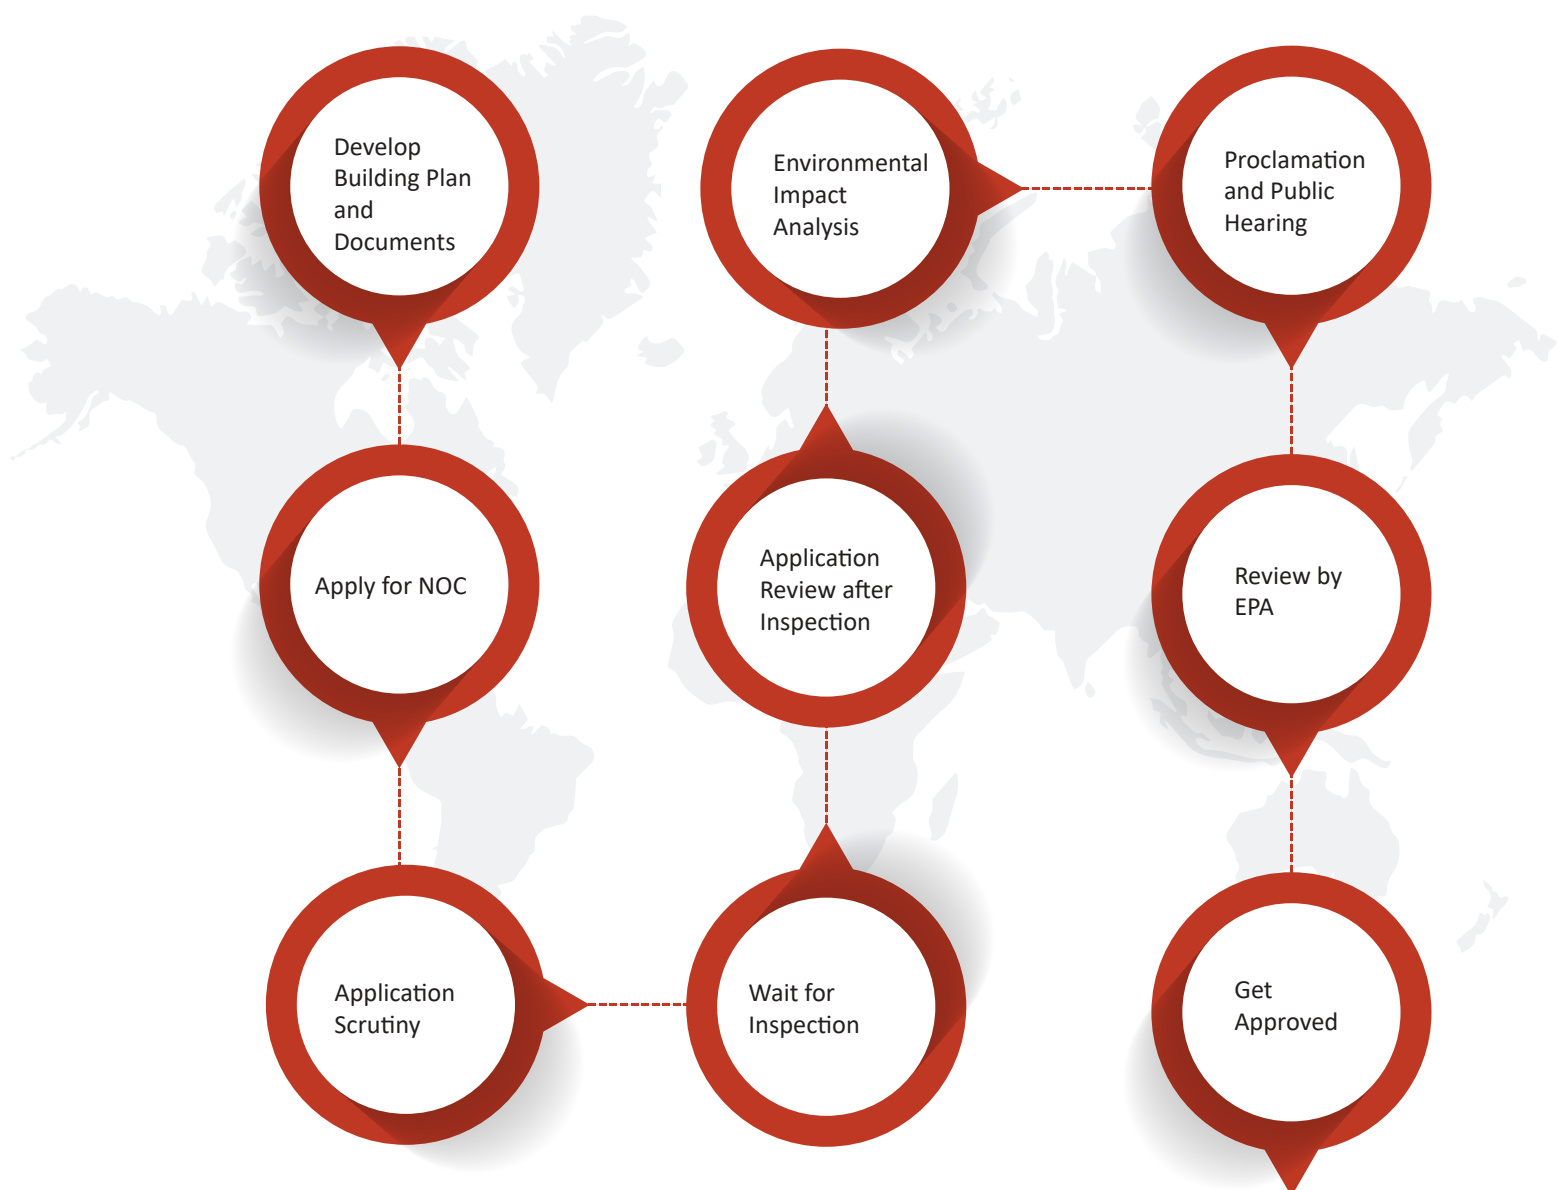 Develop
Building Plan
and
Documents
Apply for NOC
Application
Scrutiny
Wait for
Inspection
Application
Review after
Inspection
Environmental
Impact
Analysis
Proclamation
and Public
Hearing
Review by
EPA
Get
Approved